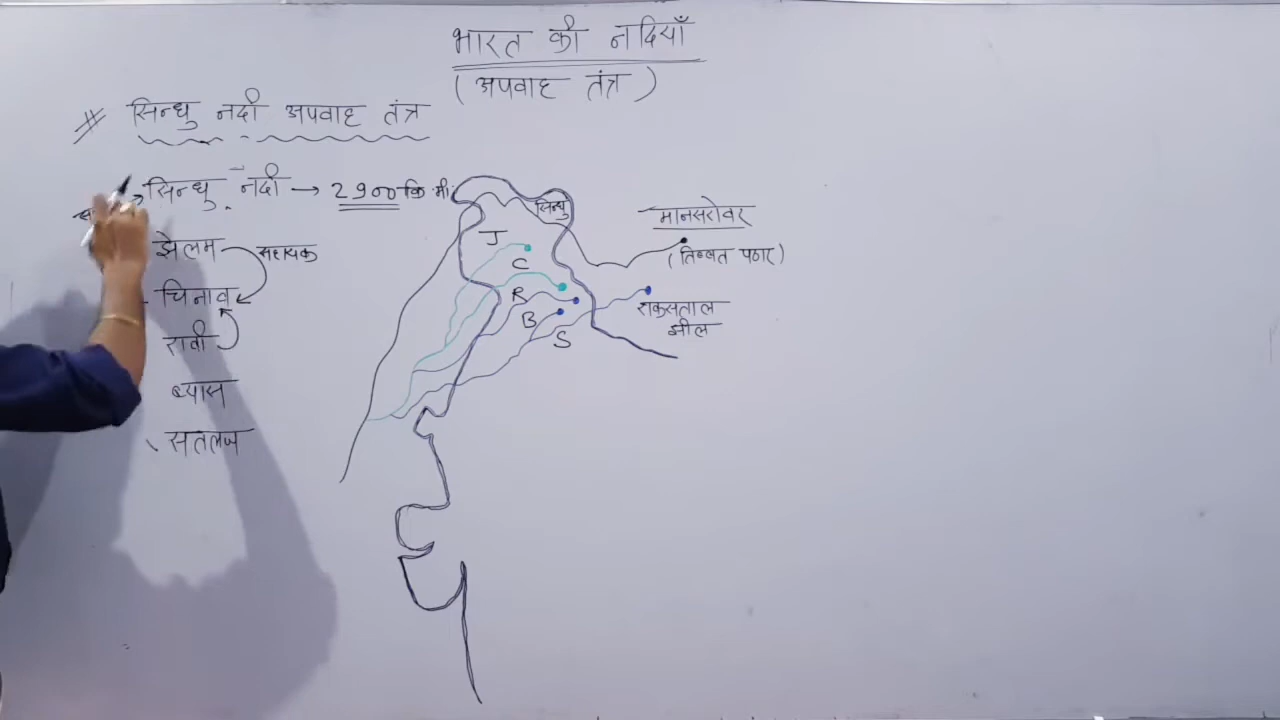 भारत की नदियाँ
(अपवाह तंत्र)
# सिन्धु नदी अपवाह तंत्र
सिन्धु नदी → 2900 कि.मी.
झेलम
सहायक
चिनाव
रावी
ब्यास
सतलज
सिन्धु
J
C
R
B
S
मानसरोवर
(तिब्बत पठार)
राकसताल
झील